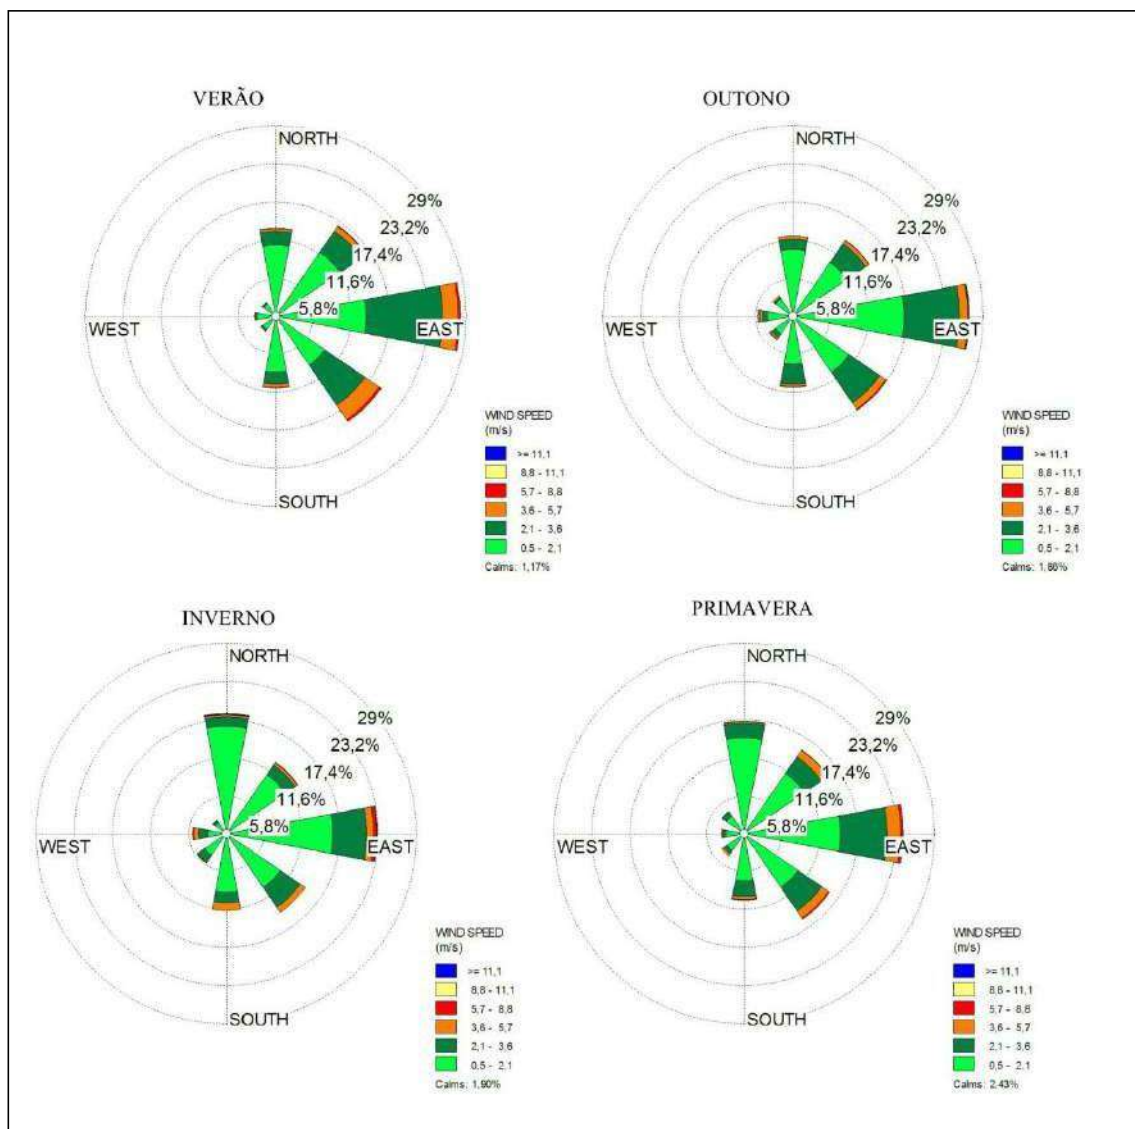 VERÃO
NORTH
29%
23,2%
17,4%
11,6%
5,8%
WEST
EAST
SOUTH
WIND SPEED
(m/s)
>= 11,1
8,8 - 11,1
5,7 - 8,8
3,6 - 5,7
2,1 - 3,6
0,5 - 2,1
Calms: 1,17%
OUTONO
NORTH
29%
23,2%
17,4%
11,6%
5,8%
WEST
EAST
SOUTH
WIND SPEED
(m/s)
>= 11,1
8,8 - 11,1
5,7 - 8,8
3,6 - 5,7
2,1 - 3,6
0,5 - 2,1
Calms: 1,86%
INVERNO
NORTH
29%
23,2%
17,4%
11,6%
5,8%
WEST
EAST
SOUTH
WIND SPEED
(m/s)
>= 11,1
8,8 - 11,1
5,7 - 8,8
3,6 - 5,7
2,1 - 3,6
0,5 - 2,1
Calms: 1,90%
PRIMAVERA
NORTH
29%
23,2%
17,4%
11,6%
5,8%
WEST
EAST
SOUTH
WIND SPEED
(m/s)
>= 11,1
8,8 - 11,1
5,7 - 8,8
3,6 - 5,7
2,1 - 3,6
0,5 - 2,1
Calms: 2,43%